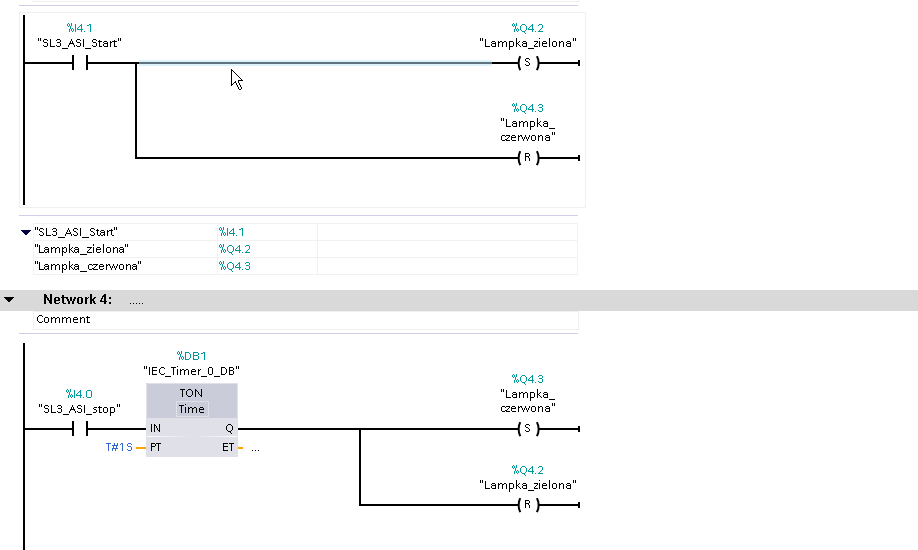 %I4.1
"SL3_ASI_Start"
%Q4.2
"Lampka_zielona"
S
%Q4.3
"Lampka_
czerwona"
R
"SL3_ASI_Start" %I4.1
"Lampka_zielona" %Q4.2
"Lampka_czerwona" %Q4.3
Network 4: .....
Comment
%DB1
"IEC_Timer_0_DB"
%I4.0
"SL3_ASI_stop"
TON
Time
IN Q
T#1S PT ET ...
%Q4.3
"Lampka_
czerwona"
S
%Q4.2
"Lampka_zielona"
R